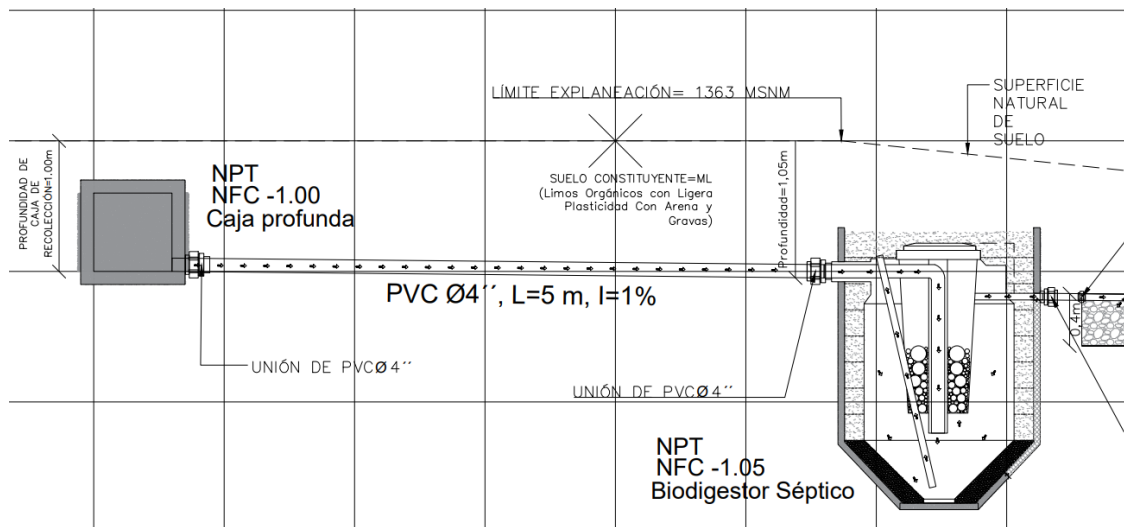 LÍMITE EXPLANEACIÓN= 1363 MSNM
SUPERFICIE
NATURAL
DE
SUELO
PROFUNDIDAD DE
CAJA DE
RECOLECCIÓN=1,00m
NPT
NFC -1.00
Caja profunda
SUELO CONSTITUYENTE=ML
(Limos Orgánicos con Ligera
Plasticidad Con Arena y
Gravas)
Profundidad=1,05m
PVC Ø4´´, L=5 m, I=1%
0,4m
UNIÓN DE PVCØ4´´
UNIÓN DE PVCØ4´´
NPT
NFC -1.05
Biodigestor Séptico